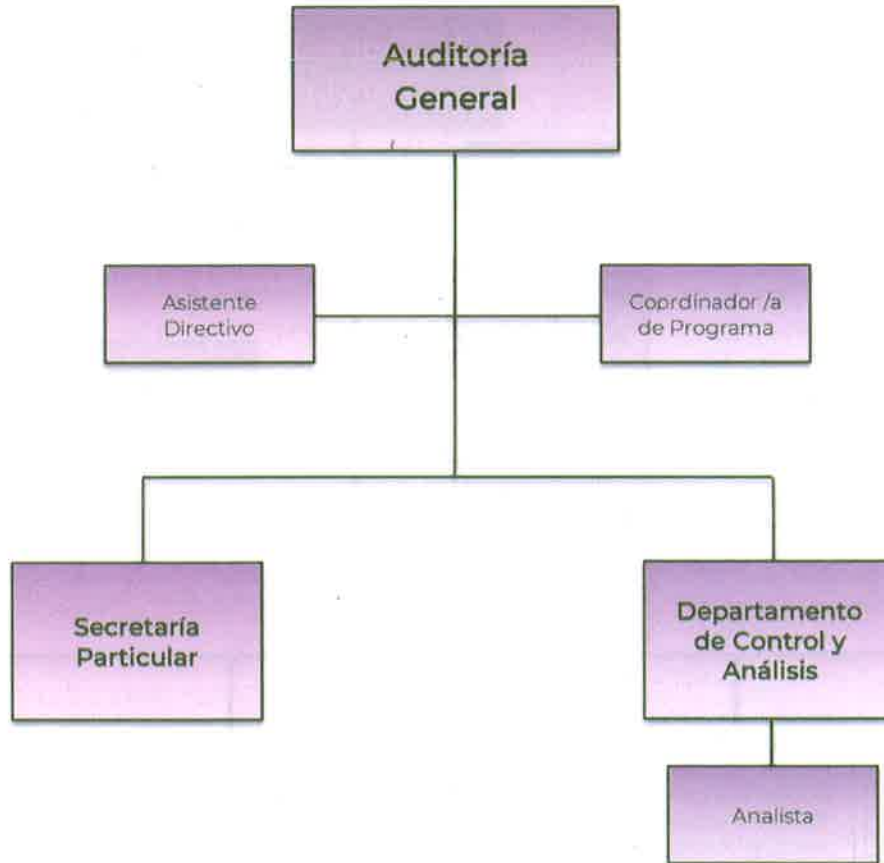 Auditoría
General
Asistente
Directivo
Coordinador /a
de Programa
Secretaría
Particular
Departamento
de Control y
Análisis
Analista